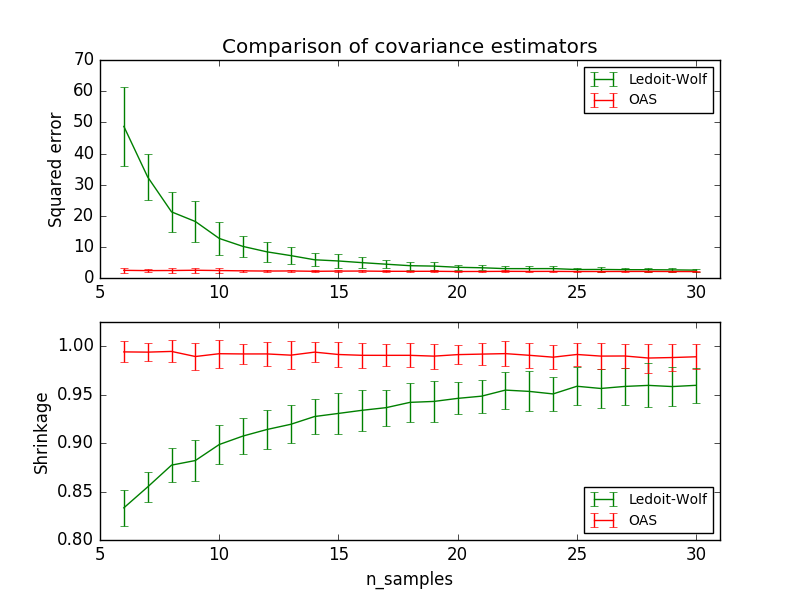 Comparison of covariance estimators
70
60
50
40
30
20
10
0
Squared error
Ledoit-Wolf
OAS
5 10 15 20 25 30
1.00
0.95
0.90
0.85
0.80
Shrinkage
Ledoit-Wolf
OAS
5 10 15 20 25 30
n_samples